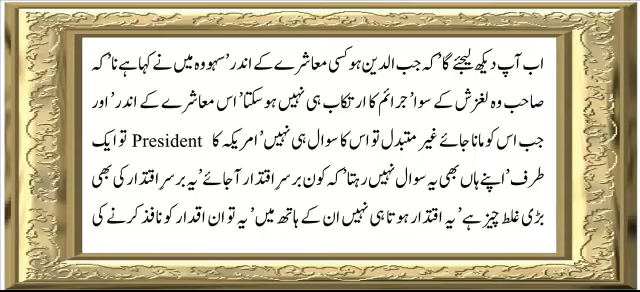 اب آپ دیکھ لیجئے گا' کہ جب الدین ہو کسی معاشرے کے اندر' سہو وہ میں نے کہا ہے نا' کہ
صاحب وہ لغزش کے سوا' جرائم کا ارتکاب ہی نہیں ہو سکتا' اس معاشرے کے اندر' اور
جب اس کو مانا جائے غیر متبدل تو اس کا سوال ہی نہیں' امریکہ کا President تو ایک
طرف' اپنے ہاں بھی یہ سوال نہیں رہتا' کہ کون برسرِ اقتدار آ جائے' یہ برسرِ اقتدار کی بھی
بڑی غلط چیز ہے' یہ اقتدار ہوتا ہی نہیں ان کے ہاتھ میں' یہ تو ان اقدار کو نافذ کرنے کی